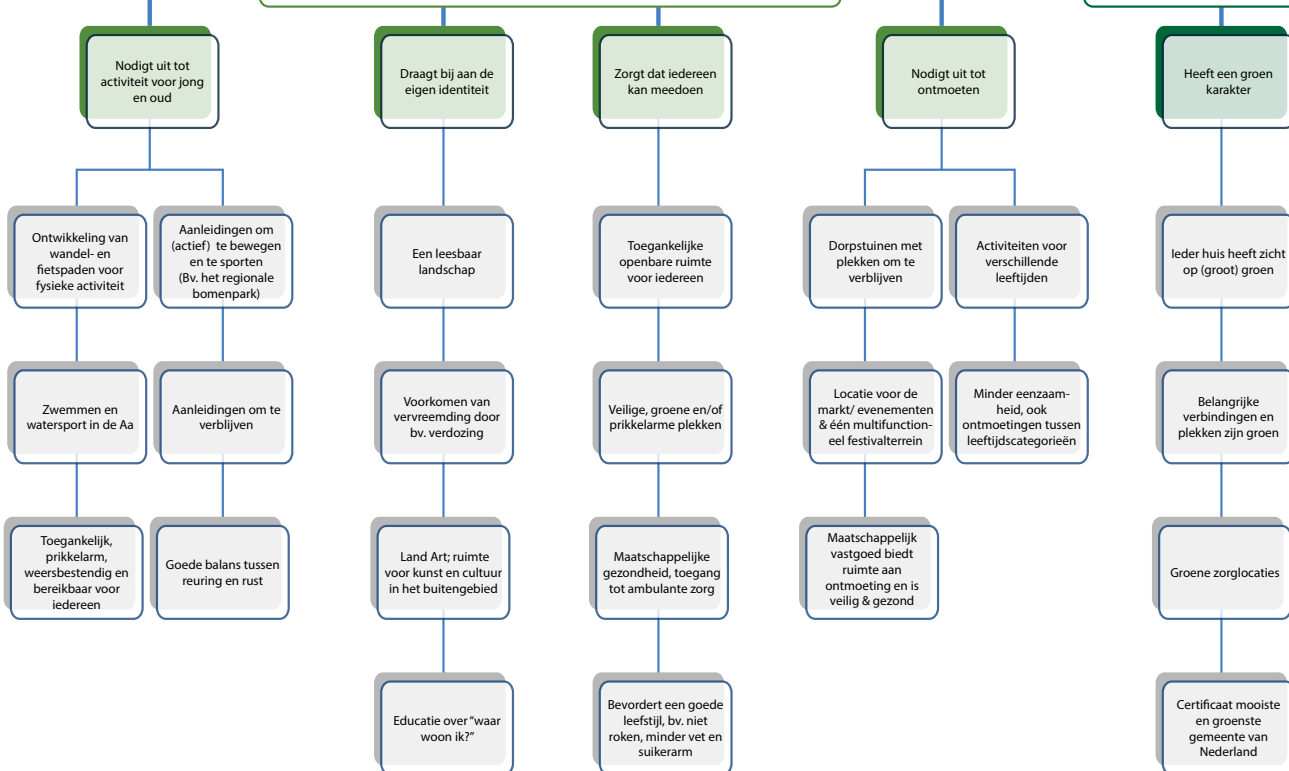 Nodigt uit tot
activiteit voor jong
en oud
Draagt bij aan de
eigen identiteit
Zorgt dat iedereen
kan meedoen
Nodigt uit tot
ontmoeten
Heeft een groen
karakter
Ontwikkeling van
wandel- en
fietspaden voor
fysieke activiteit
Aanleidingen om
(actief) te bewegen
en te sporten
(Bv. het regionale
bomenpark)
Een leesbaar
landschap
Toegankelijke
openbare ruimte
voor iedereen
Dorpstuinen met
plekken om te
verblijven
Activiteiten voor
verschillende
leeftijden
Ieder huis heeft zicht
op (groot) groen
Zwemmen en
watersport in de Aa
Aanleidingen om te
verblijven
Voorkomen van
vervreemding door
bv. verdozing
Veilige, groene en/of
prikkelarme plekken
Locatie voor de
markt/ evenementen
& één multifunction-
eel festivalterrein
Minder eenzaam-
heid, ook
ontmoetingen tussen
leeftijdscategorieën
Belangrijke
verbindingen en
plekken zijn groen
Toegankelijk,
prikkelarm,
weersbestendig en
bereikbaar voor
iedereen
Goede balans tussen
reuring en rust
Land Art; ruimte
voor kunst en cultuur
in het buitengebied
Maatschappelijke
gezondheid, toegang
tot ambulante zorg
Maatschappelijk
vastgoed biedt
ruimte aan
ontmoeting en is
veilig & gezond
Groene zorglocaties
Educatie over "waar
woon ik?"
Bevordert een goede
leefstijl, bv. niet
roken, minder vet en
suikerarm
Certificaat mooiste
en groenste
gemeente van
Nederland